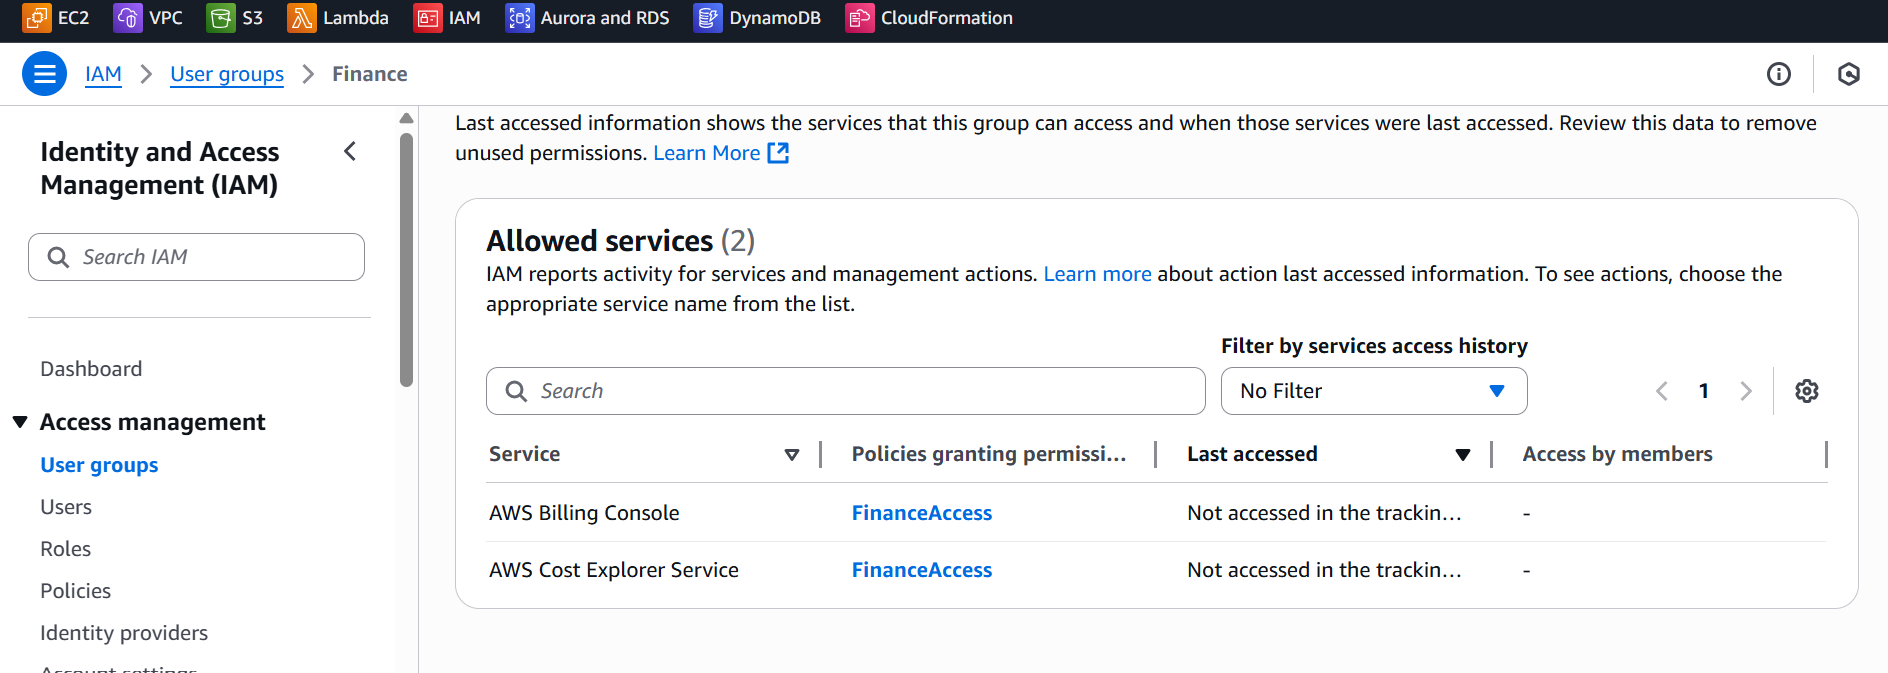 EC2 VPC S3 Lambda IAM Aurora and RDS DynamoDB CloudFormation
IAM User groups Finance
Identity and Access
Management (IAM)
Search IAM
Dashboard
Access management
User groups
Users
Roles
Policies
Identity providers
Account settings
Last accessed information shows the services that this group can access and when those services were last accessed. Review this data to remove
unused permissions. Learn More
Allowed services (2)
IAM reports activity for services and management actions. Learn more about action last accessed information. To see actions, choose the
appropriate service name from the list.
Filter by services access history
Search No Filter 1
Service Policies granting permissi... Last accessed Access by members
AWS Billing Console FinanceAccess Not accessed in the trackin... -
AWS Cost Explorer Service FinanceAccess Not accessed in the trackin... -